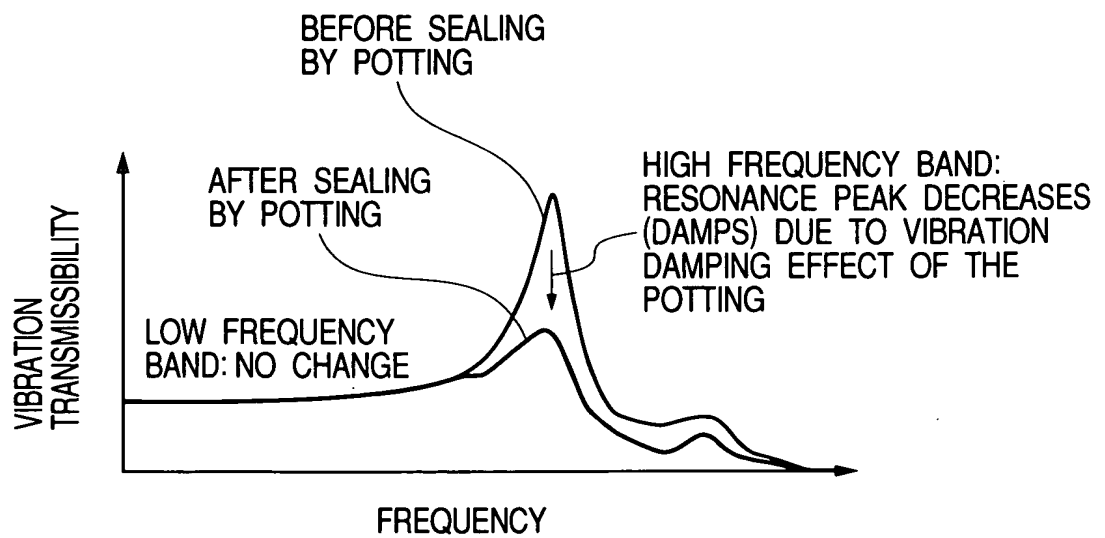 BEFORE SEALING
BY POTTING
AFTER SEALING
BY POTTING
HIGH FREQUENCY BAND:
RESONANCE PEAK DECREASES
(DAMPS) DUE TO VIBRATION
DAMPING EFFECT OF THE
POTTING
LOW FREQUENCY
BAND: NO CHANGE
VIBRATION
TRANSMISSIBILITY
FREQUENCY